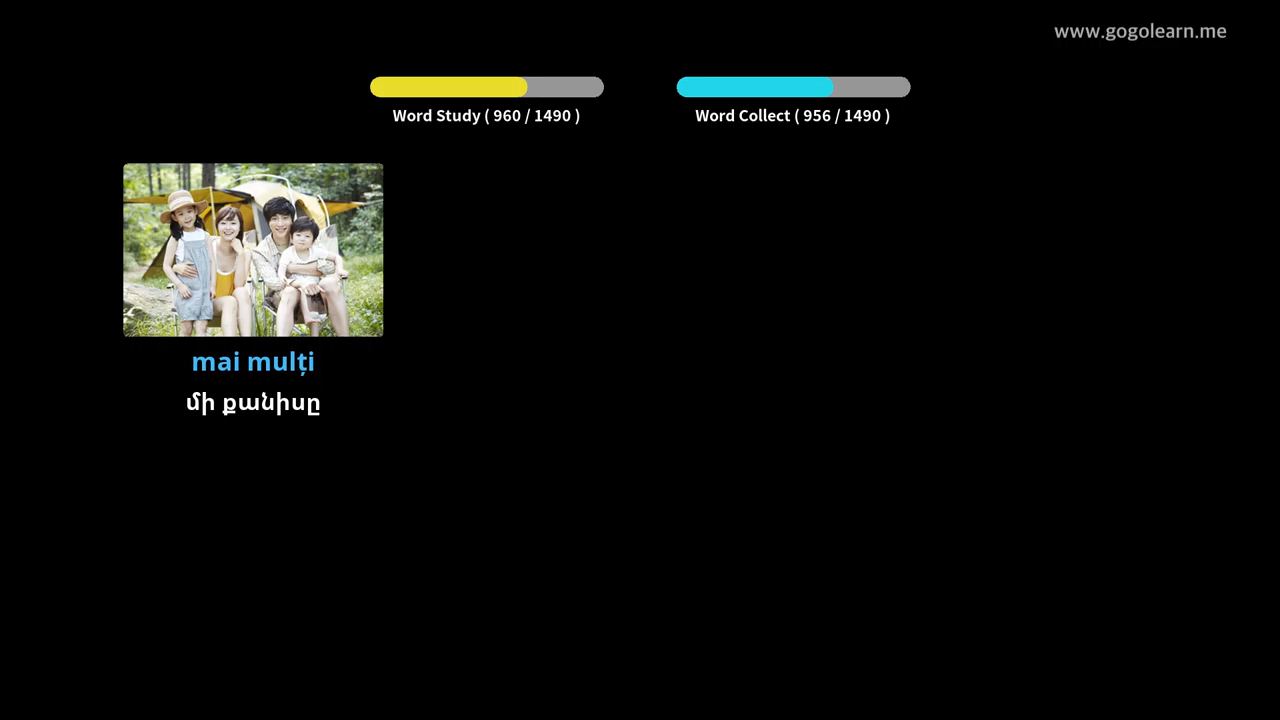 www.gogolearn.me
Word Study ( 960 / 1490 )
Word Collect ( 956 / 1490 )
mai mulți
մի քանիսը